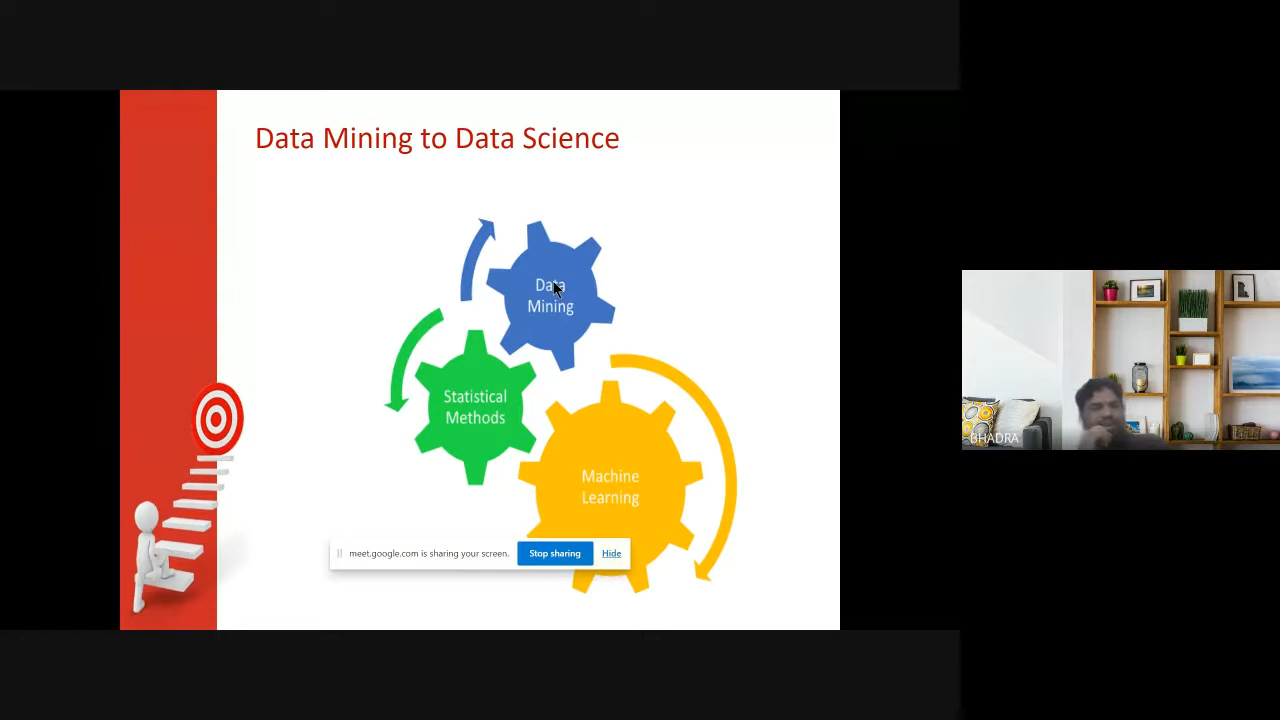 Data Mining to Data Science
Data
Mining
Statistical
Methods
Machine
Learning
meet.google.com is sharing your screen.
Stop sharing
Hide
BHADRA